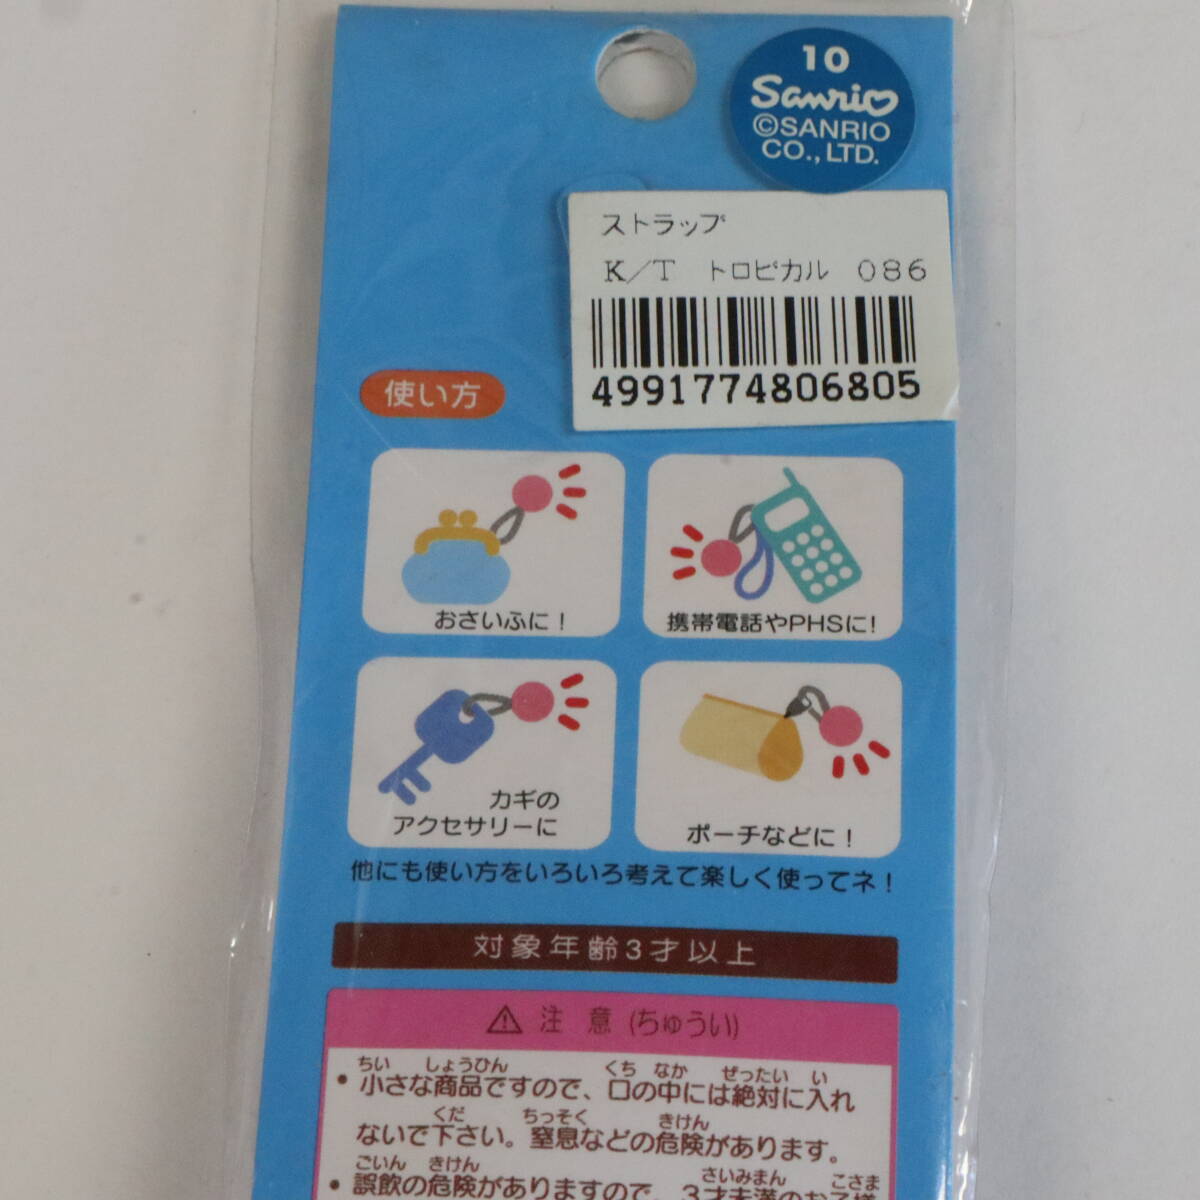 10
Sanrio
©SANRIO
CO., LTD.
ストラップ
K/T トロピカル 086
4991774806805
使い方
おさいふに!
携帯電話やPHSに!
カギの
アクセサリーに
ポーチなどに!
他にも使い方をいろいろ考えて楽しく使ってネ!
対象年齢3才以上
注意(ちゅうい)
ちい しょうひん くち なか ぜったい い
・小さな商品ですので、口の中には絶対に入れ
くだ ちっそく きけん
ないで下さい。窒息などの危険があります。
ごいん きけん さいみまん こさま
・誤飲の危険がありますので、3才未満のお子様